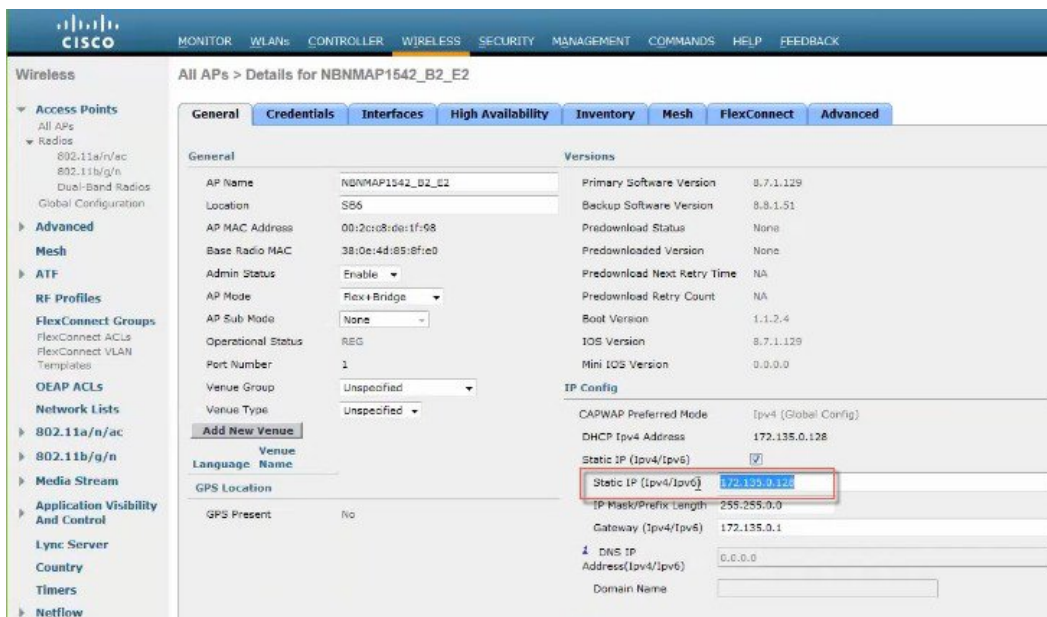 CISCO
MONITOR WLANs CONTROLLER WIRELESS SECURITY MANAGEMENT COMMANDS HELP FEEDBACK
Wireless
Access Points
All APs
Radios
802.11a/n/ac
802.11b/g/n
Dual-Band Radios
Global Configuration
Advanced
Mesh
ATF
RF Profiles
FlexConnect Groups
FlexConnect ACLs
FlexConnect VLAN
Templates
OEAP ACLs
Network Lists
802.11a/n/ac
802.11b/g/n
Media Stream
Application Visibility
And Control
Lync Server
Country
Timers
Netflow
All APs > Details for NBNMAP1542_B2_E2
General Credentials Interfaces High Availability Inventory Mesh FlexConnect Advanced
General
AP Name NBNMAP1542_B2_E2
Location SB6
AP MAC Address 00:2c:c8:de:1f:98
Base Radio MAC 38:0e:4d:85:8f:e0
Admin Status Enable
AP Mode Flex+Bridge
AP Sub Mode None
Operational Status REG
Port Number 1
Venue Group Unspecified
Venue Type Unspecified
Add New Venue
Language Venue Name
GPS Location
GPS Present No
Versions
Primary Software Version 8.7.1.129
Backup Software Version 8.8.1.51
Predownload Status None
Predownloaded Version None
Predownload Next Retry Time NA
Predownload Retry Count NA
Boot Version 1.1.2.4
IOS Version 8.7.1.129
Mini IOS Version 0.0.0.0
IP Config
CAPWAP Preferred Mode Ipv4 (Global Config)
DHCP Ipv4 Address 172.135.0.128
Static IP (Ipv4/Ipv6)
Static IP (Ipv4/Ipv6) 172.135.0.128
IP Mask/Prefix Length 255.255.0.0
Gateway (Ipv4/Ipv6) 172.135.0.1
DNS IP
Address(Ipv4/Ipv6) 0.0.0.0
Domain Name